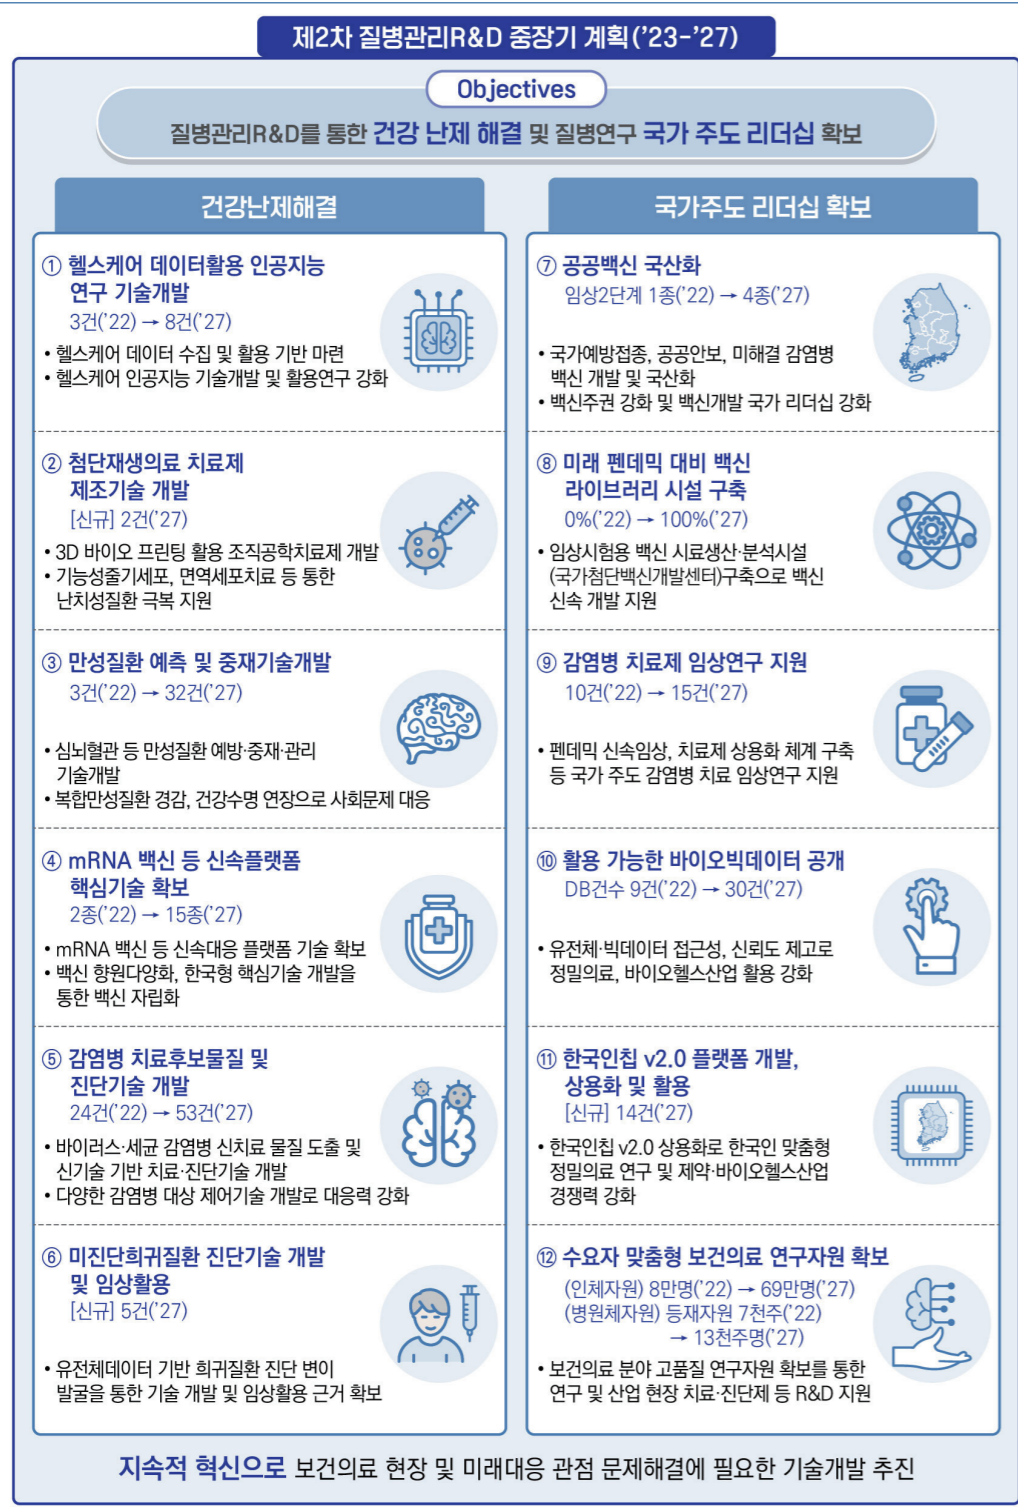 제2차 질병관리R&D 중장기 계획(’23-’27)
Objectives
질병관리R&D를 통한 건강 난제 해결 및 질병연구 국가 주도 리더십 확보
건강난제해결
① 헬스케어 데이터활용 인공지능
연구 기술개발
3건(’22) → 8건(’27)
• 헬스케어 데이터 수집 및 활용 기반 마련
• 헬스케어 인공지능 기술개발 및 활용연구 강화
② 첨단재생의료 치료제
제조기술 개발
[신규] 2건(’27)
• 3D 바이오 프린팅 활용 조직공학치료제 개발
• 기능성줄기세포, 면역세포치료 등 통한
난치성질환 극복 지원
③ 만성질환 예측 및 중재기술개발
3건(’22) → 32건(’27)
• 심뇌혈관 등 만성질환 예방·중재·관리
기술개발
• 복합만성질환 경감, 건강수명 연장으로 사회문제 대응
④ mRNA 백신 등 신속플랫폼
핵심기술 확보
2종(’22) → 15종(’27)
• mRNA 백신 등 신속대응 플랫폼 기술 확보
• 백신 항원다양화, 한국형 핵심기술 개발을
통한 백신 자립화
⑤ 감염병 치료후보물질 및
진단기술 개발
24건(’22) → 53건(’27)
• 바이러스·세균 감염병 신치료 물질 도출 및
신기술 기반 치료·진단기술 개발
• 다양한 감염병 대상 제어기술 개발로 대응력 강화
⑥ 미진단희귀질환 진단기술 개발
및 임상활용
[신규] 5건(’27)
• 유전체데이터 기반 희귀질환 진단 변이
발굴을 통한 기술 개발 및 임상활용 근거 확보
국가주도 리더십 확보
⑦ 공공백신 국산화
임상2단계 1종(’22) → 4종(’27)
• 국가예방접종, 공공안보, 미해결 감염병
백신 개발 및 국산화
• 백신주권 강화 및 백신개발 국가 리더십 강화
⑧ 미래 펜데믹 대비 백신
라이브러리 시설 구축
0%(’22) → 100%(’27)
• 임상시험용 백신 시료생산·분석시설
(국가첨단백신개발센터)구축으로 백신
신속 개발 지원
⑨ 감염병 치료제 임상연구 지원
10건(’22) → 15건(’27)
• 펜데믹 신속임상, 치료제 상용화 체계 구축
등 국가 주도 감염병 치료 임상연구 지원
⑩ 활용 가능한 바이오빅데이터 공개
DB건수 9건(’22) → 30건(’27)
• 유전체·빅데이터 접근성, 신뢰도 제고로
정밀의료, 바이오헬스산업 활용 강화
⑪ 한국인칩 v2.0 플랫폼 개발,
상용화 및 활용
[신규] 14건(’27)
• 한국인칩 v2.0 상용화로 한국인 맞춤형
정밀의료 연구 및 제약·바이오헬스산업
경쟁력 강화
⑫ 수요자 맞춤형 보건의료 연구자원 확보
(인체자원) 8만명(’22) → 69만명(’27)
(병원체자원) 등재자원 7천주(’22)
→ 13천주명(’27)
• 보건의료 분야 고품질 연구자원 확보를 통한
연구 및 산업 현장 치료·진단제 등 R&D 지원
지속적 혁신으로 보건의료 현장 및 미래대응 관점 문제해결에 필요한 기술개발 추진